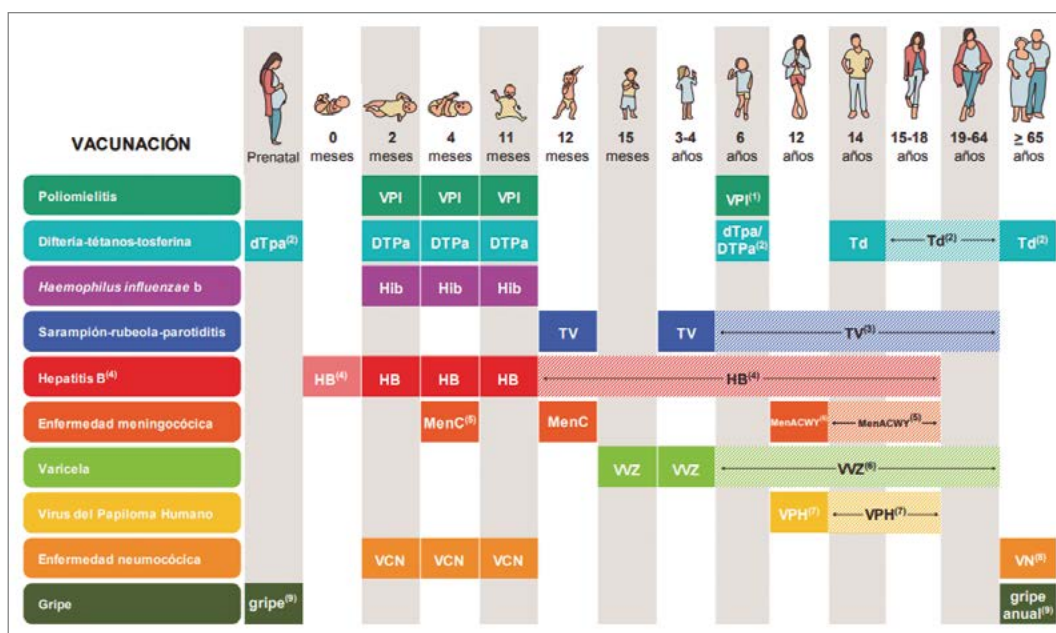 VACUNACIÓN
Prenatal
0 meses
2 meses
4 meses
11 meses
12 meses
15 meses
3-4 años
6 años
12 años
14 años
15-18 años
19-64 años
≥ 65 años
Poliomielitis VPI VPI VPI VPI(1)
Difteria-tétanos-tosferina dTpa(2) DTPa DTPa DTPa dTpa/ DTPa(2) Td Td(2) Td(2)
Haemophilus influenzae b Hib Hib Hib
Sarampión-rubeola-parotiditis TV TV TV(3)
Hepatitis B(4) HB(4) HB HB HB HB(4)
Enfermedad meningocócica MenC(5) MenC MenACWY MenACWY(5)
Varicela VVZ VVZ VVZ(6)
Virus del Papiloma Humano VPH(7) VPH(7)
Enfermedad neumocócica VCN VCN VCN VN(8)
Gripe gripe(9) gripe anual(9)